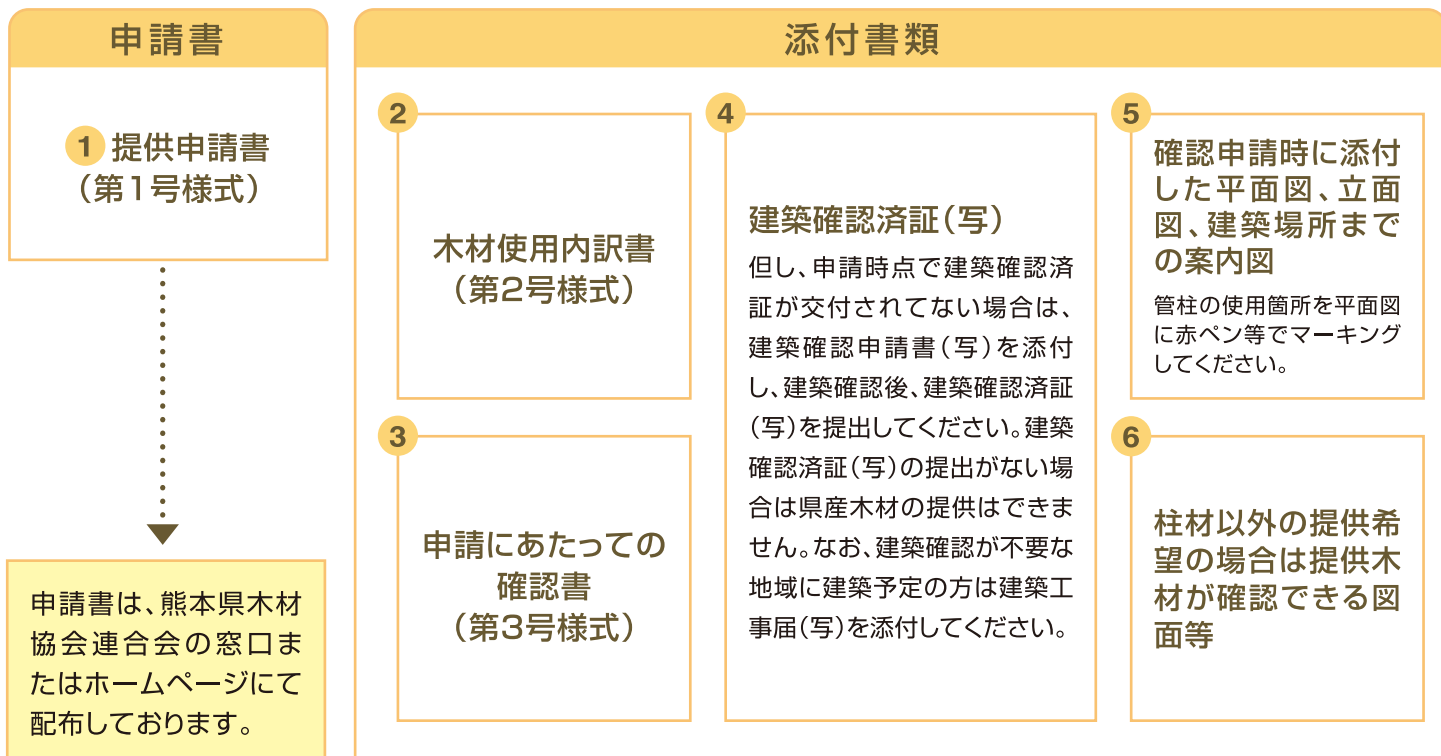 申請書
1 提供申請書
（第1号様式）
申請書は、熊本県木材
協会連合会の窓口ま
たはホームページにて
配布しております。
添付書類
2
木材使用内訳書
（第2号様式）
3
申請にあたっての
確認書
（第3号様式）
4
建築確認済証（写）
但し、申請時点で建築確認済
証が交付されてない場合は、
建築確認申請書（写）を添付
し、建築確認後、建築確認済証
（写）を提出してください。建築
確認済証（写）の提出がない場
合は県産木材の提供はできま
せん。なお、建築確認が不要な
地域に建築予定の方は建築工
事届（写）を添付してください。
5
確認申請時に添付
した平面図、立面
図、建築場所まで
の案内図
管柱の使用箇所を平面図
に赤ペン等でマーキング
してください。
6
柱材以外の提供希
望の場合は提供木
材が確認できる図
面等